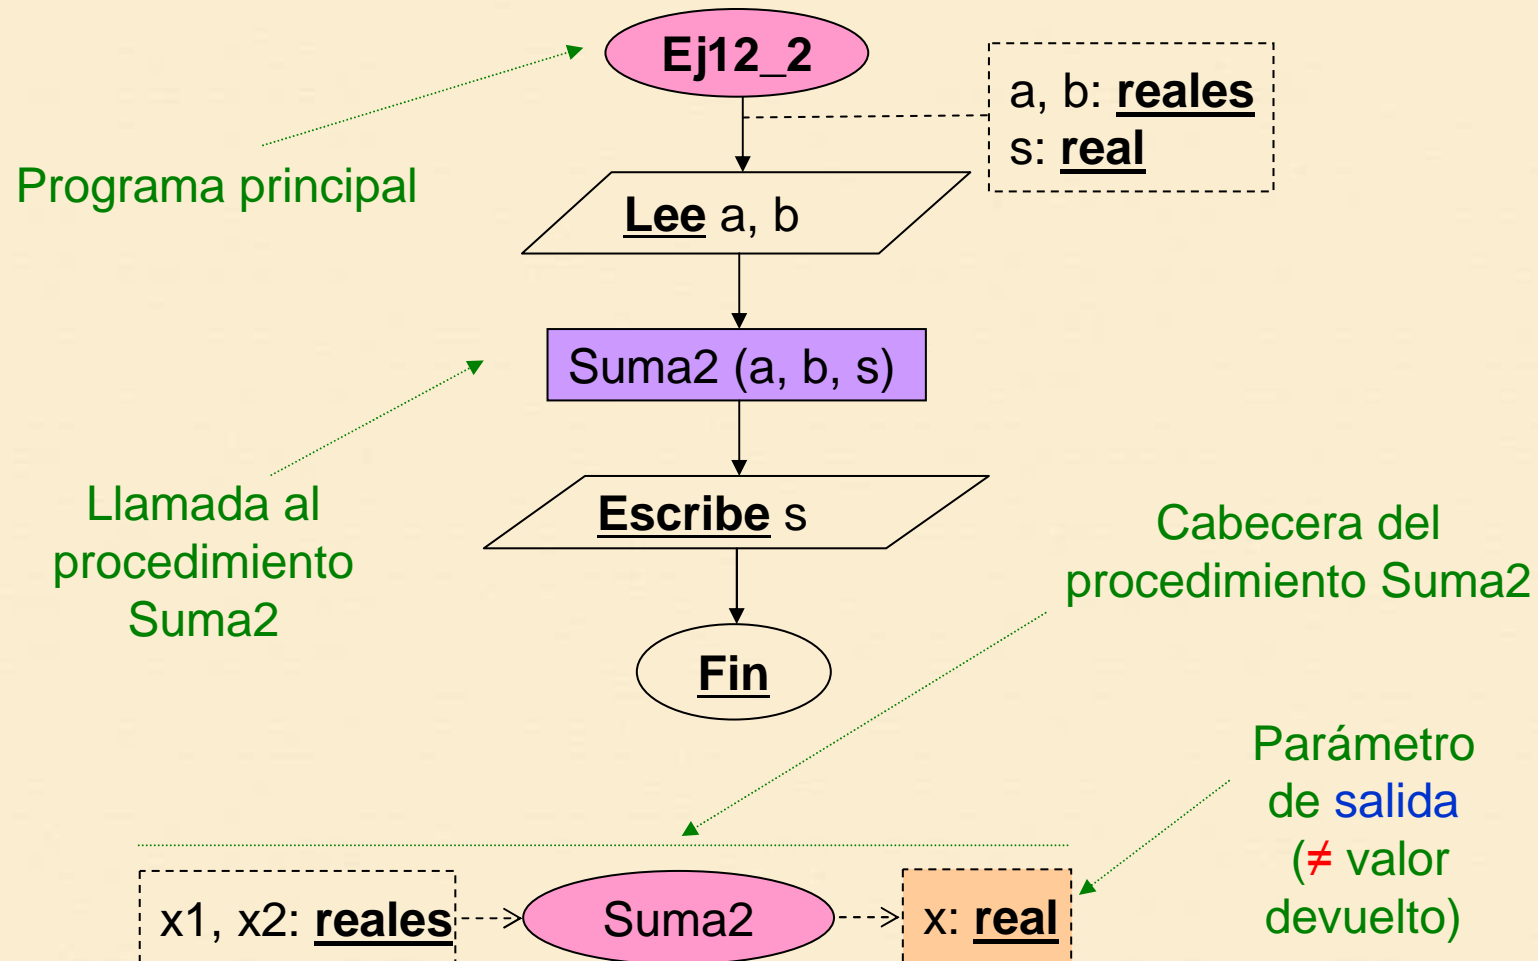 Ej12_2
a, b: reales
s: real
Programa principal
Lee a, b
Suma2 (a, b, s)
Llamada al
procedimiento
Suma2
Escribe s
Cabecera del
procedimiento Suma2
Fin
Parámetro
de salida
(≠ valor
devuelto)
x1, x2: reales
Suma2
x: real